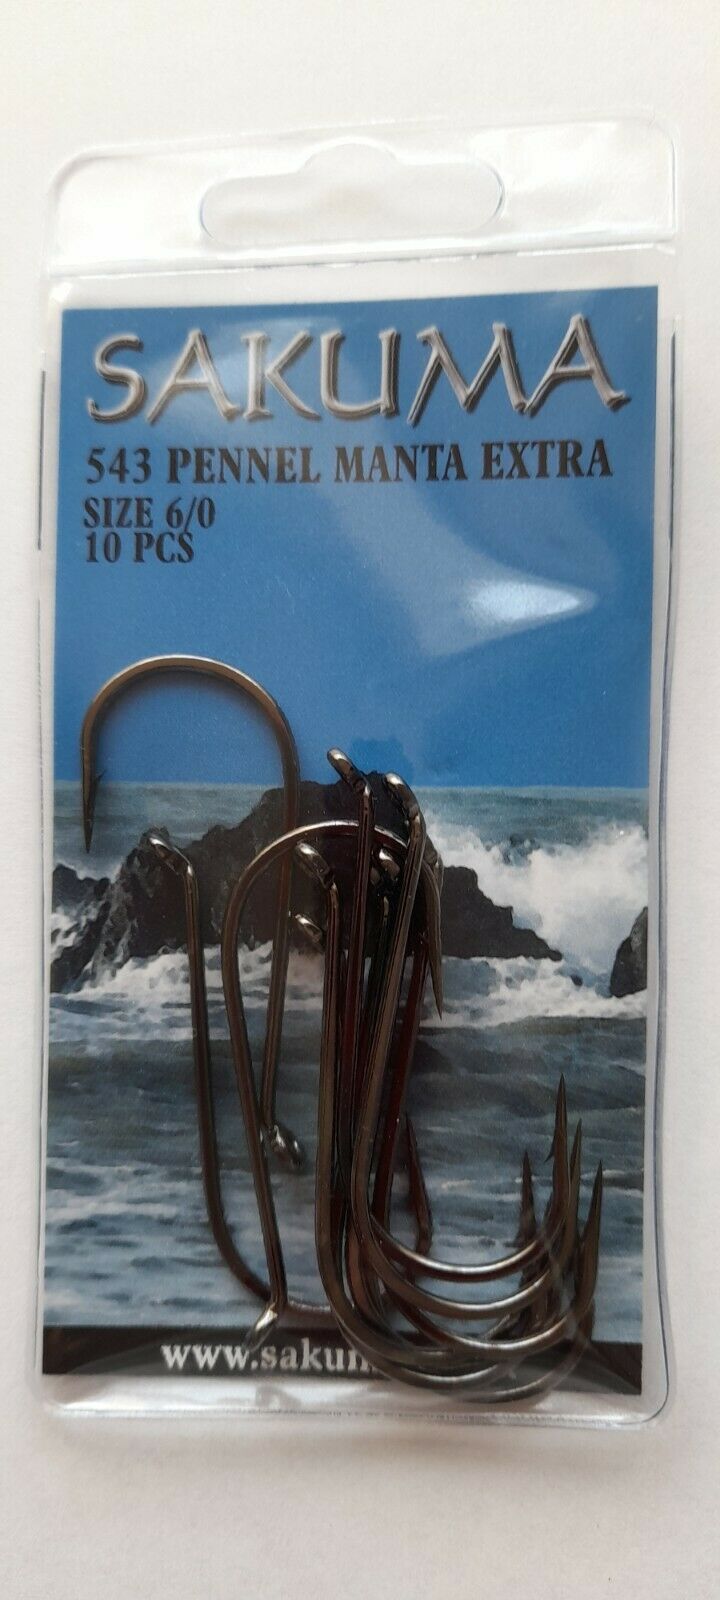 SAKUMA
543 PENNEL MANTA EXTRA
SIZE 6/0
10 PCS